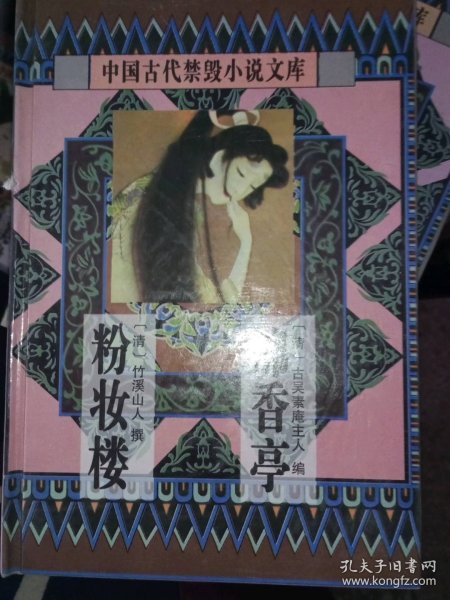 中国古代禁毁小说文库
库
[清] 古吴素庵主人 编
香亭
[清] 竹溪山人 撰
粉妆楼
孔夫子旧书网
www.kongfz.com